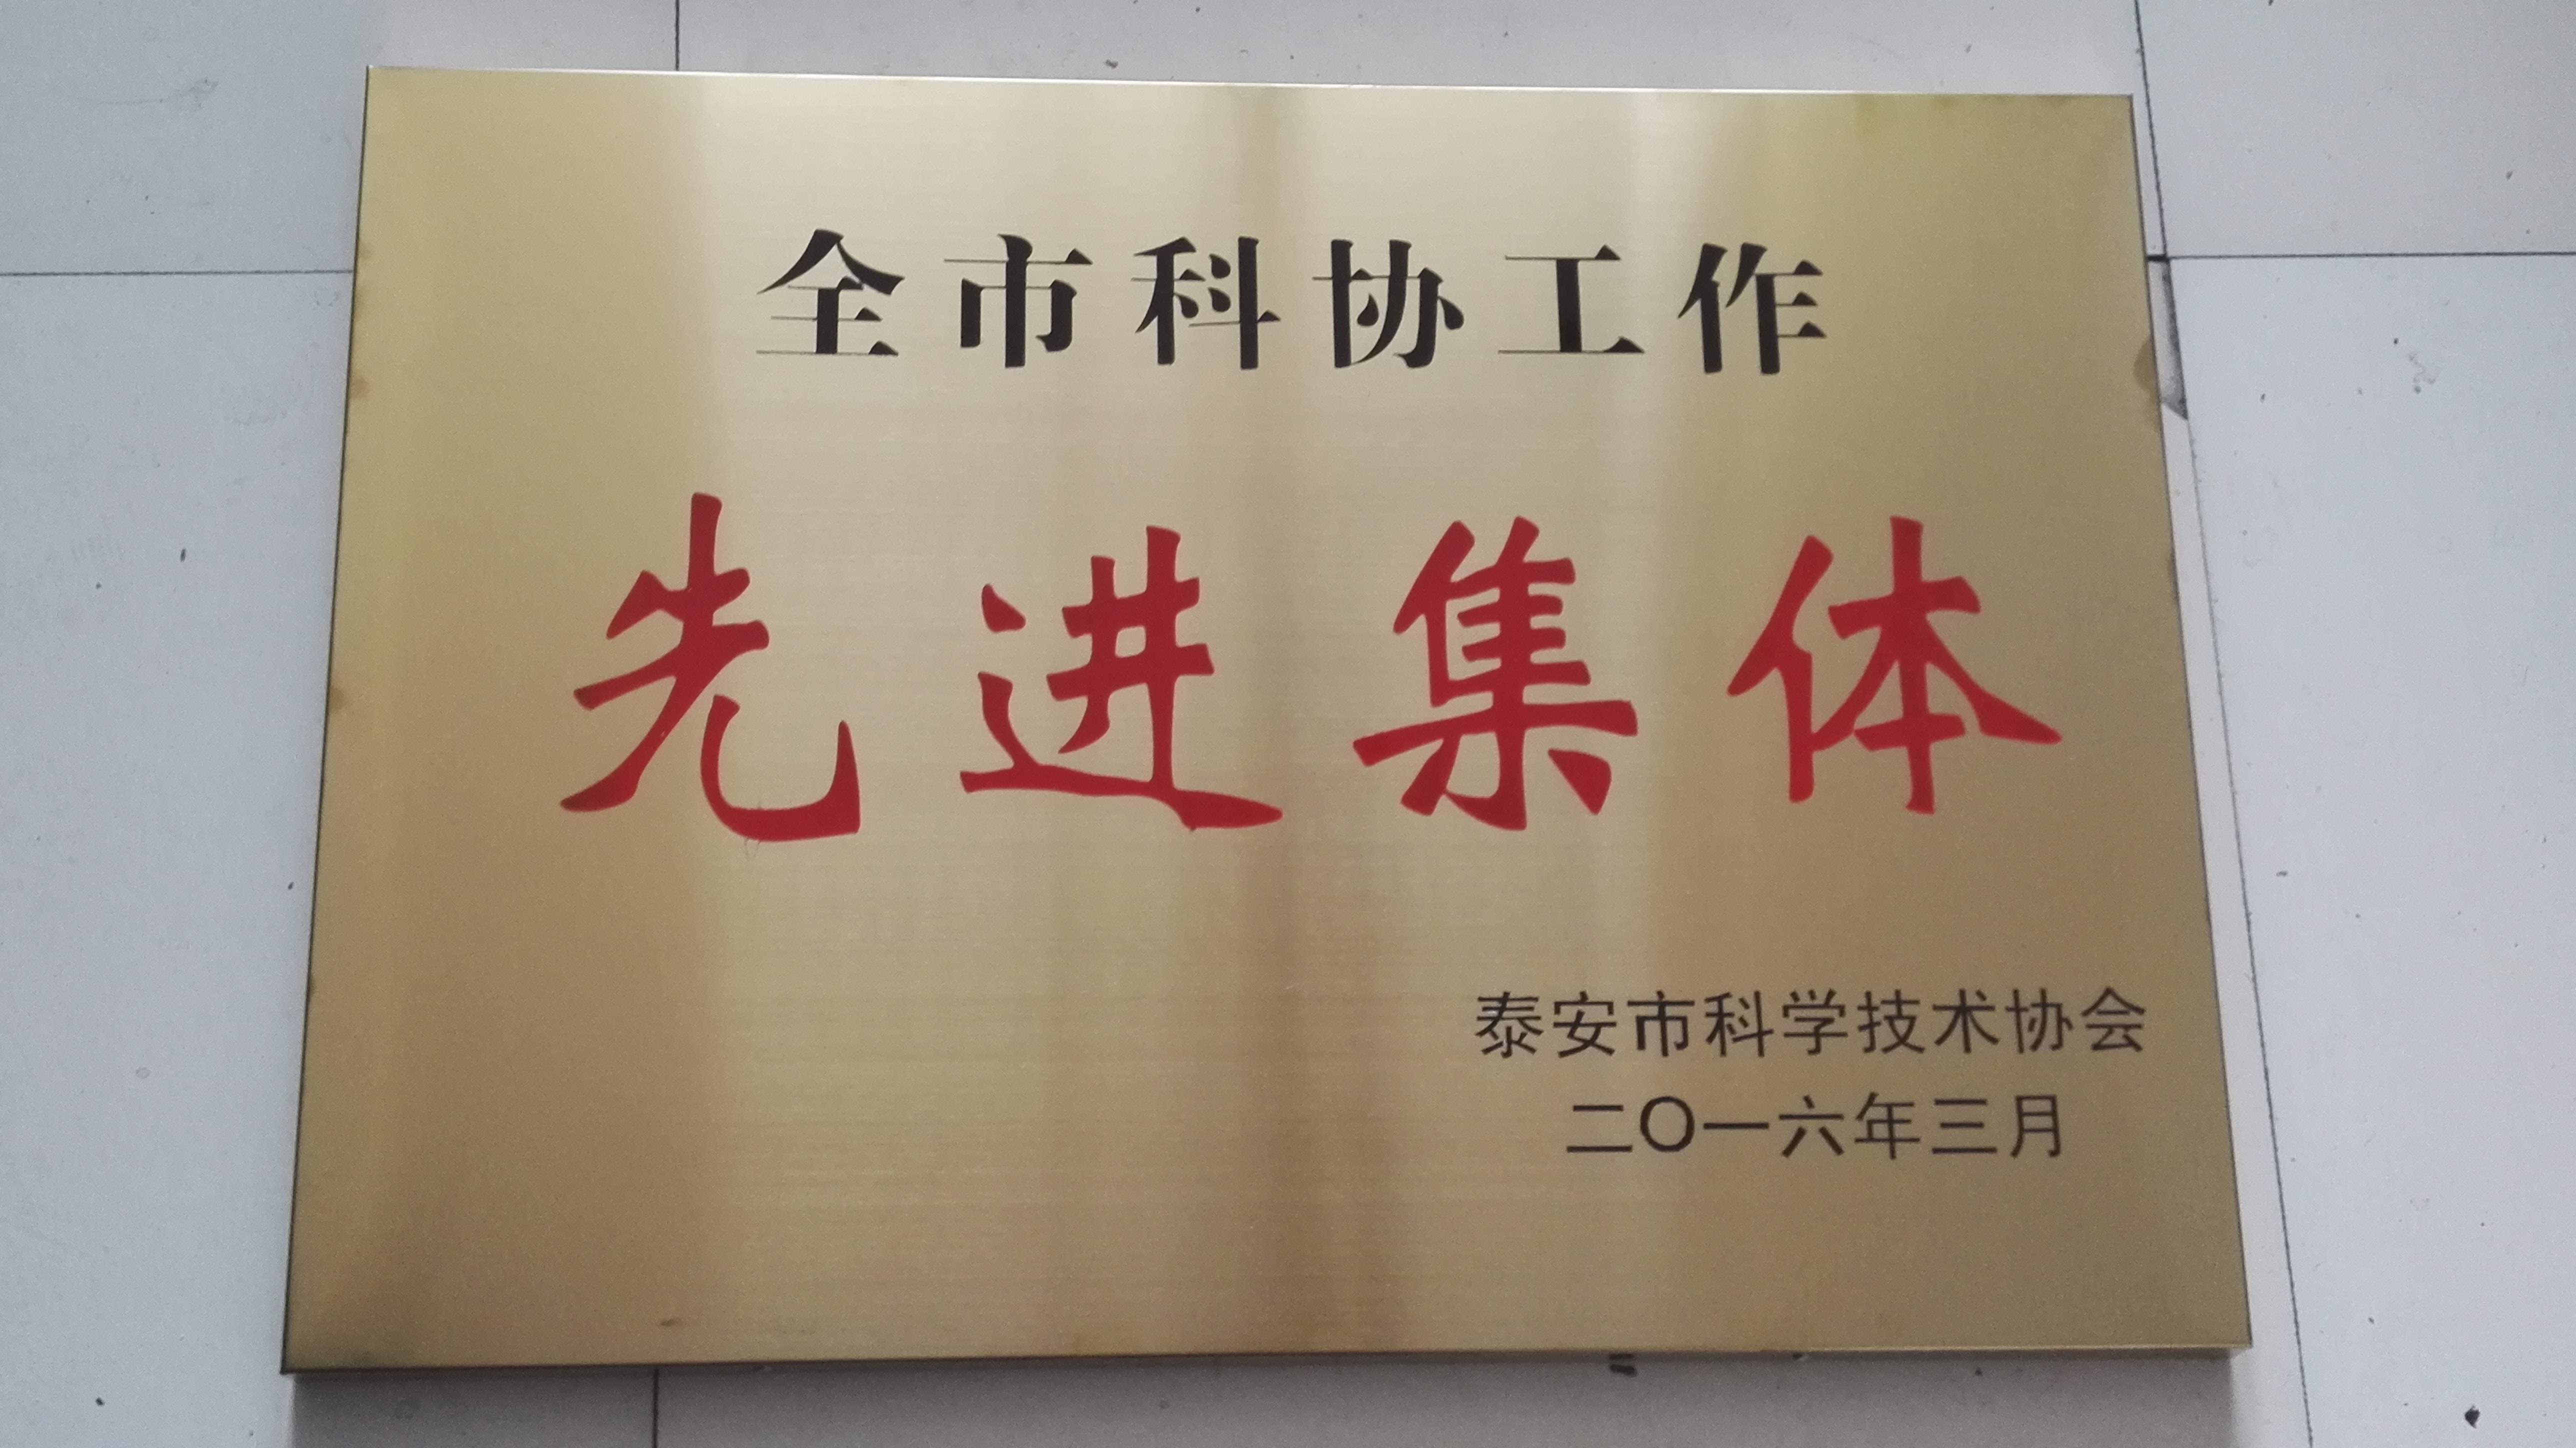 全市科协工作
先进集体
泰安市科学技术协会
二〇一六年三月